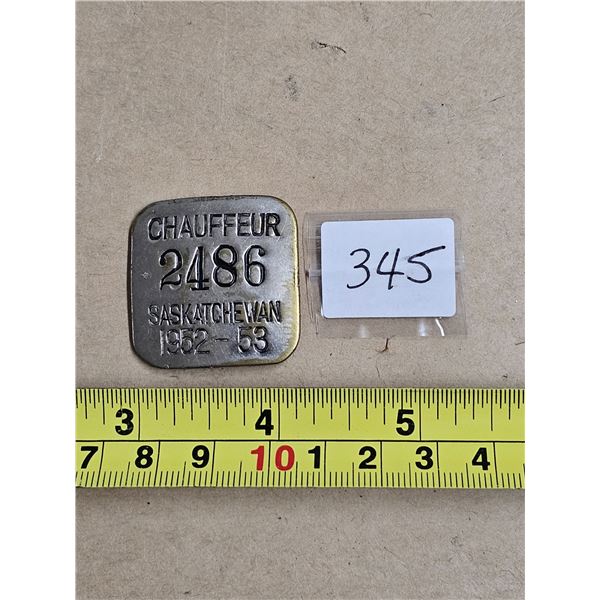 CHAUFFEUR
2486
SASKATCHEWAN
1952-53
345
3 4 5
7 8 9 10 1 2 3 4